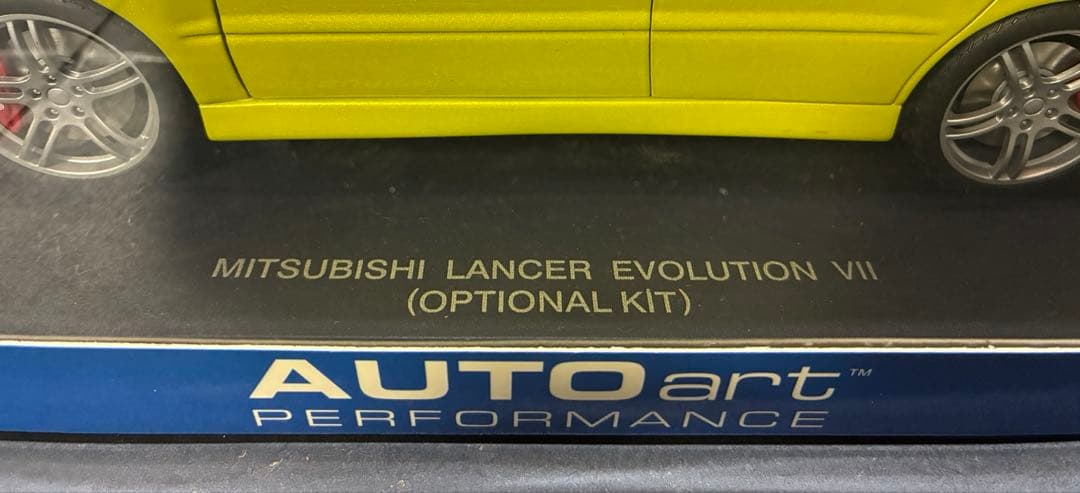 MITSUBISHI LANCER EVOLUTION VII
(OPTIONAL KIT)
AUTOart™
PERFORMANCE